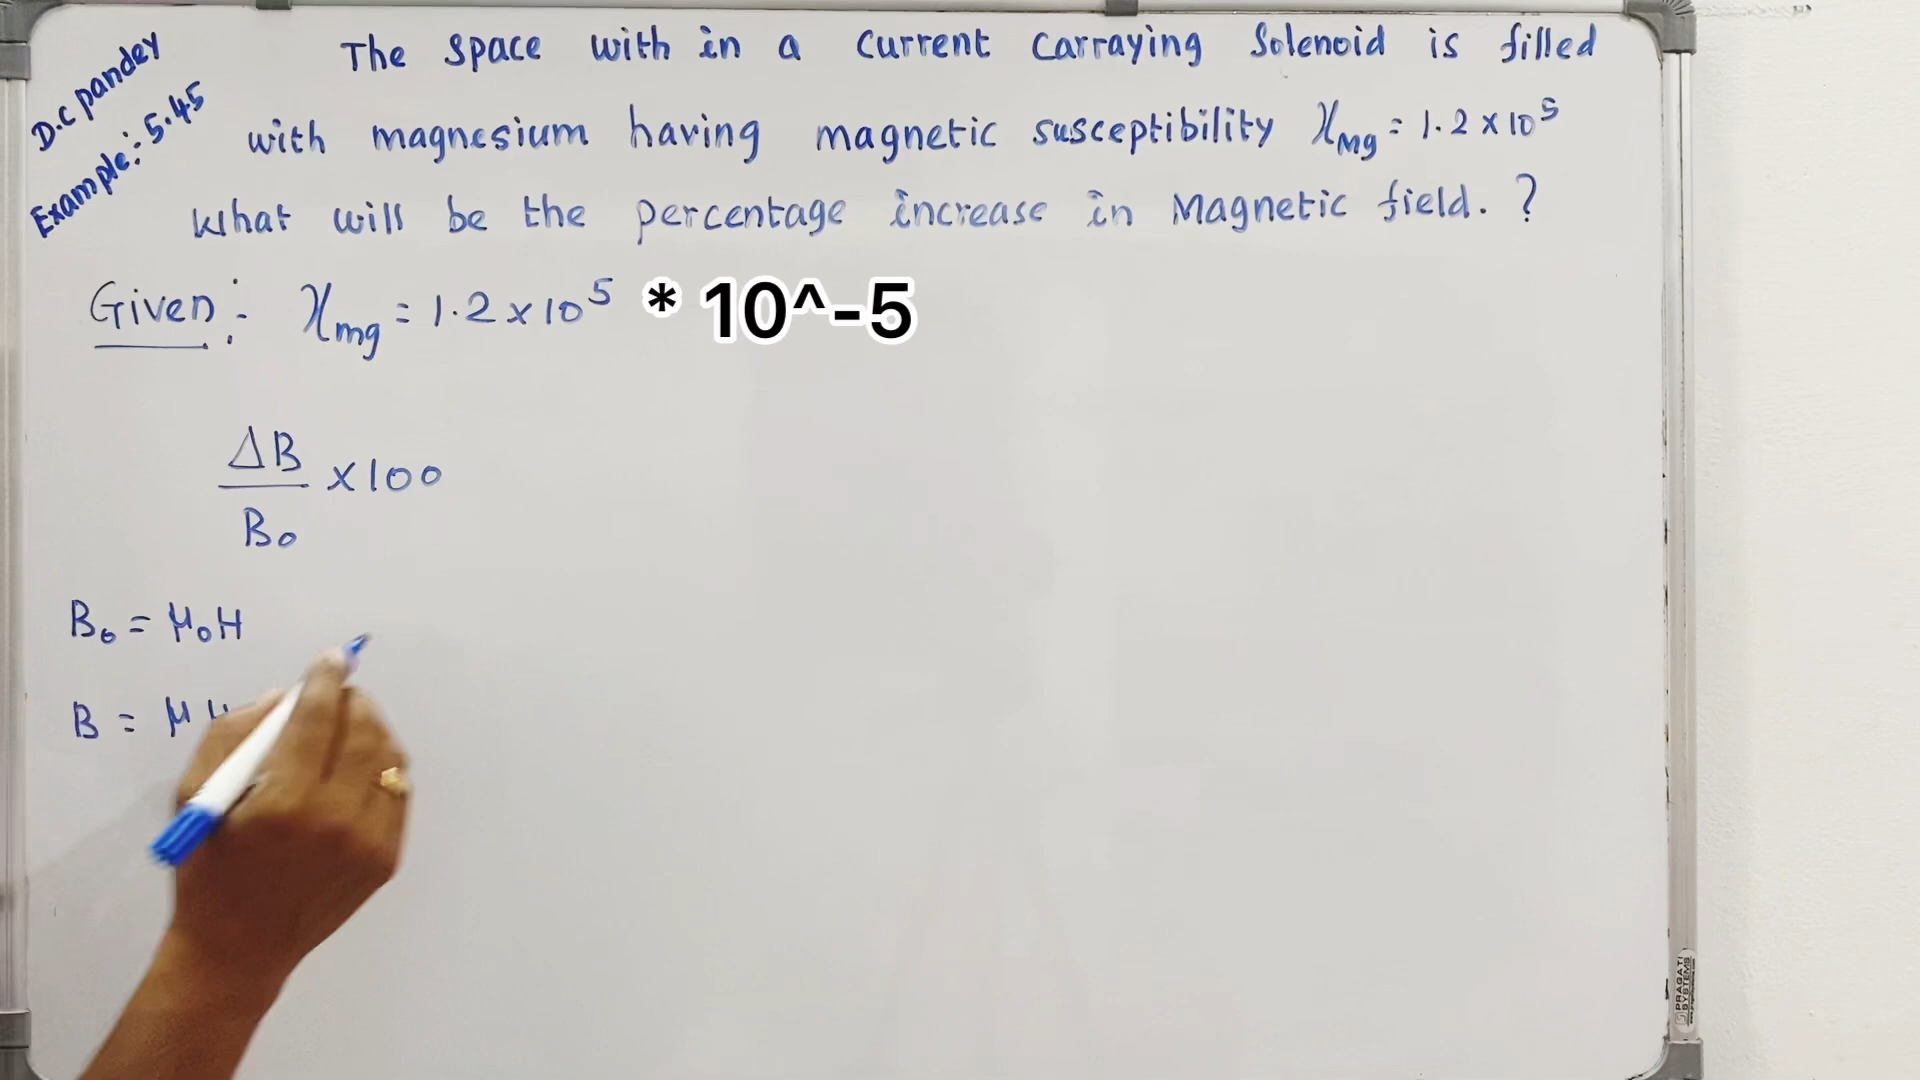 D.C pandey
Example: 5.45
The space with in a current carraying Solenoid is filled
with magnesium having magnetic susceptibility χMg = 1.2 × 10⁵
What will be the percentage increase in Magnetic field. ?
Given :- χmg = 1.2 × 10⁵ * 10^-5
ΔB
B₀ × 100
B₀ = μ₀H
B = μH
PRAGATI
SYSTEMS